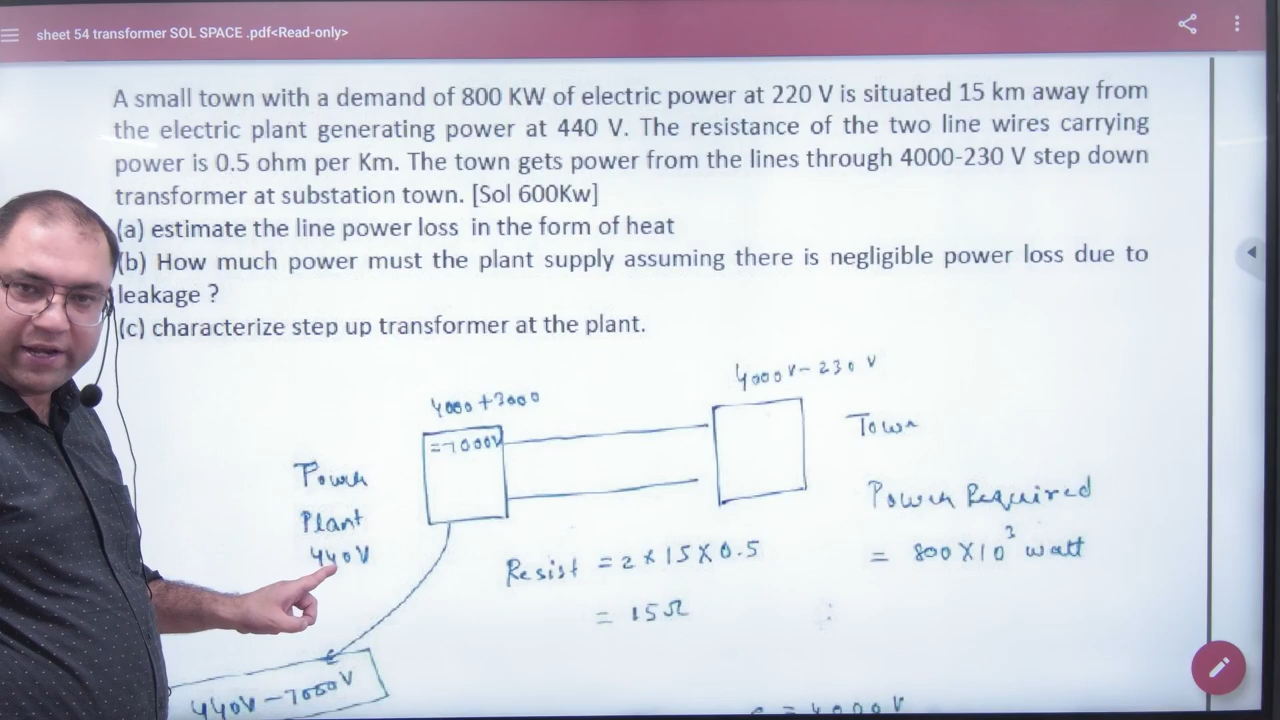 sheet 54 transformer SOL SPACE .pdf<Read-only>
A small town with a demand of 800 KW of electric power at 220 V is situated 15 km away from
the electric plant generating power at 440 V. The resistance of the two line wires carrying
power is 0.5 ohm per Km. The town gets power from the lines through 4000-230 V step down
transformer at substation town. [Sol 600Kw]
(a) estimate the line power loss in the form of heat
(b) How much power must the plant supply assuming there is negligible power loss due to
leakage ?
(c) characterize step up transformer at the plant.
4000 + 3000
= 7000V
4000 V - 230 V
Town
Power
Plant
440V
Power Required
= 800 X 10³ watt
Resist = 2 X 15 X 0.5
= 15 Ω
440V - 7000V
= 4000 V